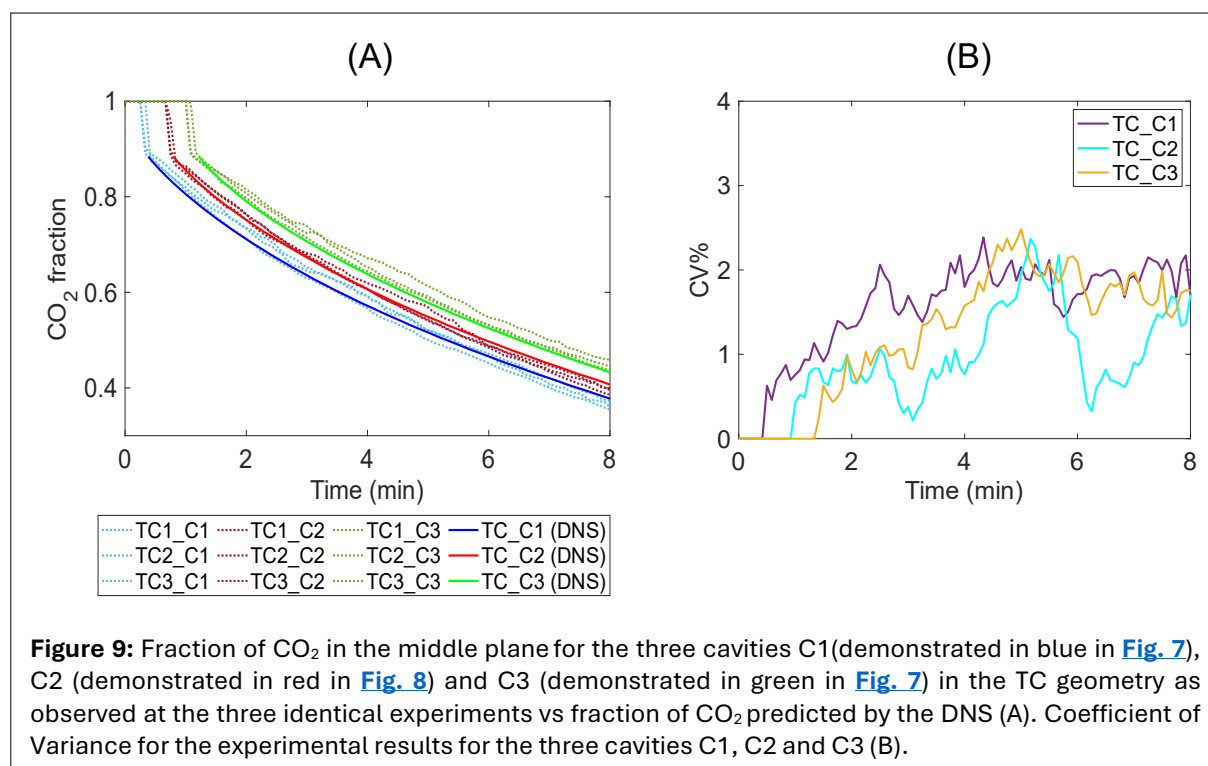 (A)
CO₂ fraction
1
0.8
0.6
0.4
0 2 4 6 8
Time (min)
TC1_C1 TC1_C2 TC1_C3 TC_C1 (DNS)
TC2_C1 TC2_C2 TC2_C3 TC_C2 (DNS)
TC3_C1 TC3_C2 TC3_C3 TC_C3 (DNS)
(B)
CV%
4
3
2
1
0
TC_C1
TC_C2
TC_C3
0 2 4 6 8
Time (min)
Figure 9: Fraction of CO₂ in the middle plane for the three cavities C1(demonstrated in blue in Fig. 7),
C2 (demonstrated in red in Fig. 8) and C3 (demonstrated in green in Fig. 7) in the TC geometry as
observed at the three identical experiments vs fraction of CO₂ predicted by the DNS (A). Coefficient of
Variance for the experimental results for the three cavities C1, C2 and C3 (B).